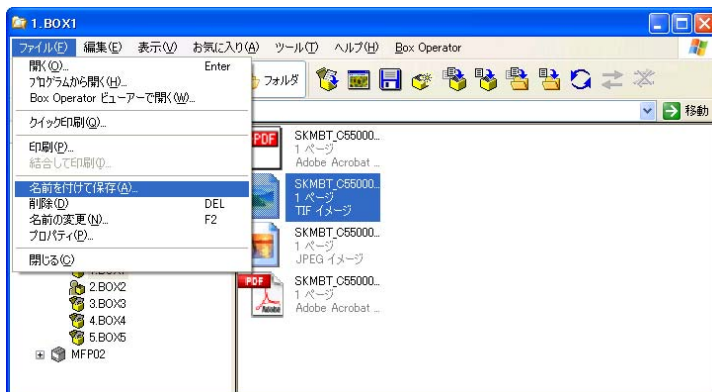 1.BOX1
ファイル(F) 編集(E) 表示(V) お気に入り(A) ツール(T) ヘルプ(H) Box Operator
開く(O)... Enter
プログラムから開く(H)...
Box Operator ビューアーで開く(W)...
クイック印刷(Q)...
印刷(P)...
結合して印刷(I)...
名前を付けて保存(A)...
削除(D) DEL
名前の変更(N)... F2
プロパティ(P)...
閉じる(C)
フォルダ
移動
PDF
SKMBT_C55000...
1 ページ
Adobe Acrobat ...
SKMBT_C55000...
1 ページ
TIF イメージ
SKMBT_C55000...
1 ページ
JPEG イメージ
PDF
Adobe
SKMBT_C55000...
1 ページ
Adobe Acrobat ...
1.BOX1
2.BOX2
3.BOX3
4.BOX4
5.BOX5
MFP02